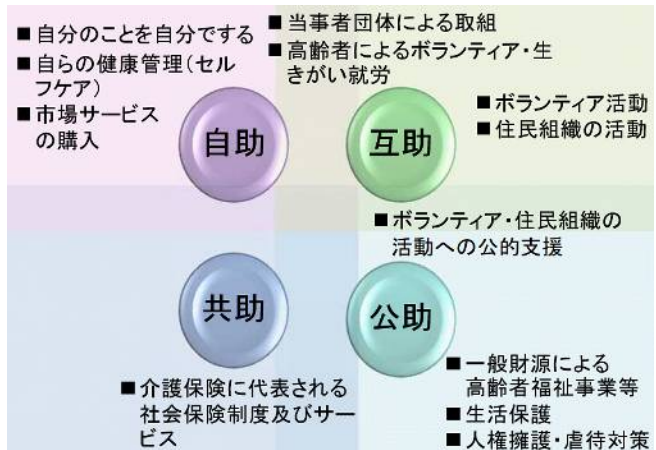 ■自分のことを自分でする
■自らの健康管理(セル
フケア)
■市場サービス
の購入
■当事者団体による取組
■高齢者によるボランティア・生
きがい就労
自助
互助
■ボランティア活動
■住民組織の活動
■ボランティア・住民組織の
活動への公的支援
共助
公助
■介護保険に代表される
社会保険制度及びサー
ビス
■一般財源による
高齢者福祉事業等
■生活保護
■人権擁護・虐待対策